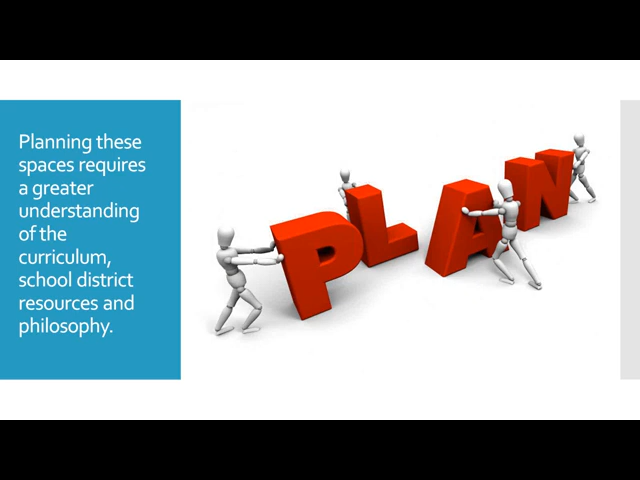 Planning these
spaces requires
a greater
understanding
of the
curriculum,
school district
resources and
philosophy.
PLAN